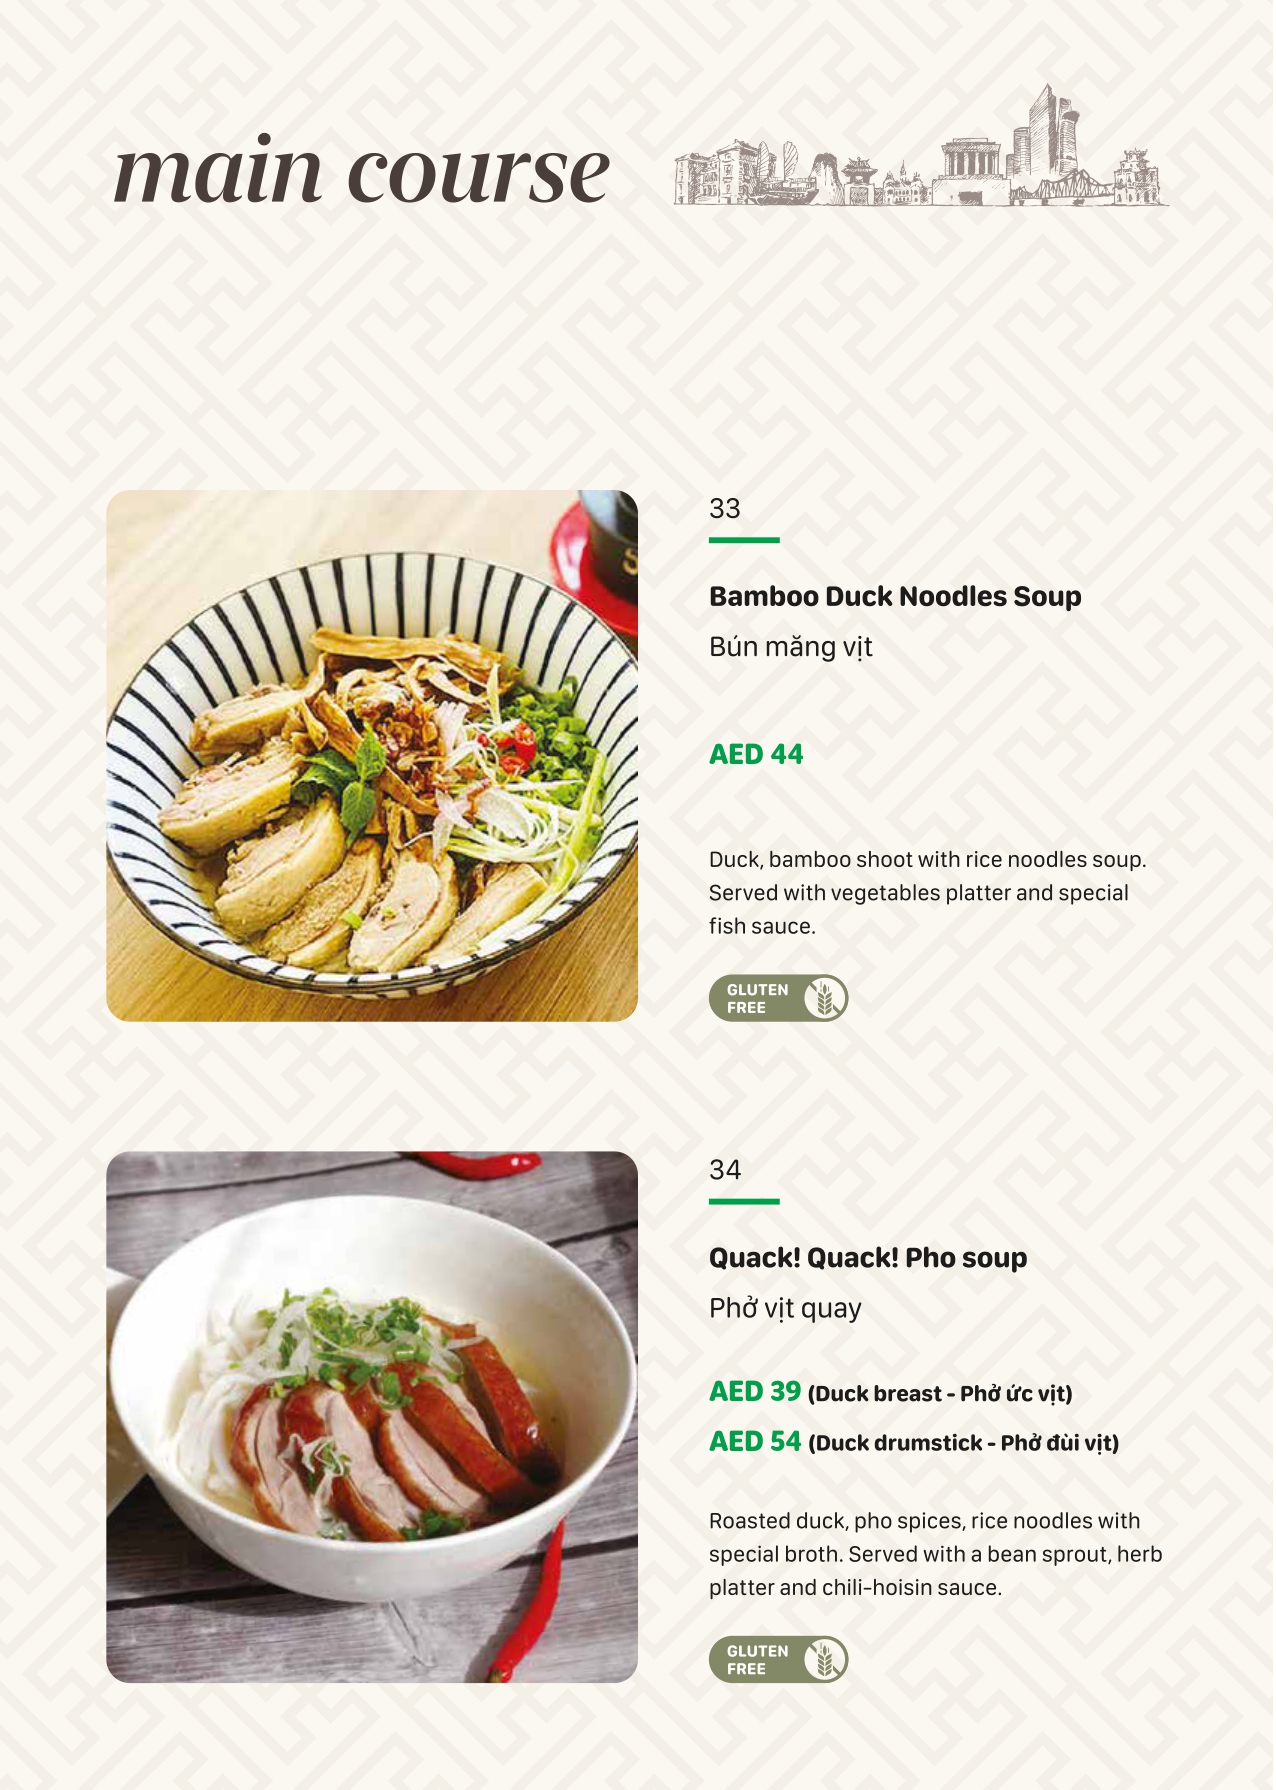 main course
33
Bamboo Duck Noodles Soup
Bún măng vịt
AED 44
Duck, bamboo shoot with rice noodles soup.
Served with vegetables platter and special
fish sauce.
GLUTEN
FREE
34
Quack! Quack! Pho soup
Phở vịt quay
AED 39 (Duck breast - Phở ức vịt)
AED 54 (Duck drumstick - Phở đùi vịt)
Roasted duck, pho spices, rice noodles with
special broth. Served with a bean sprout, herb
platter and chili-hoisin sauce.
GLUTEN
FREE